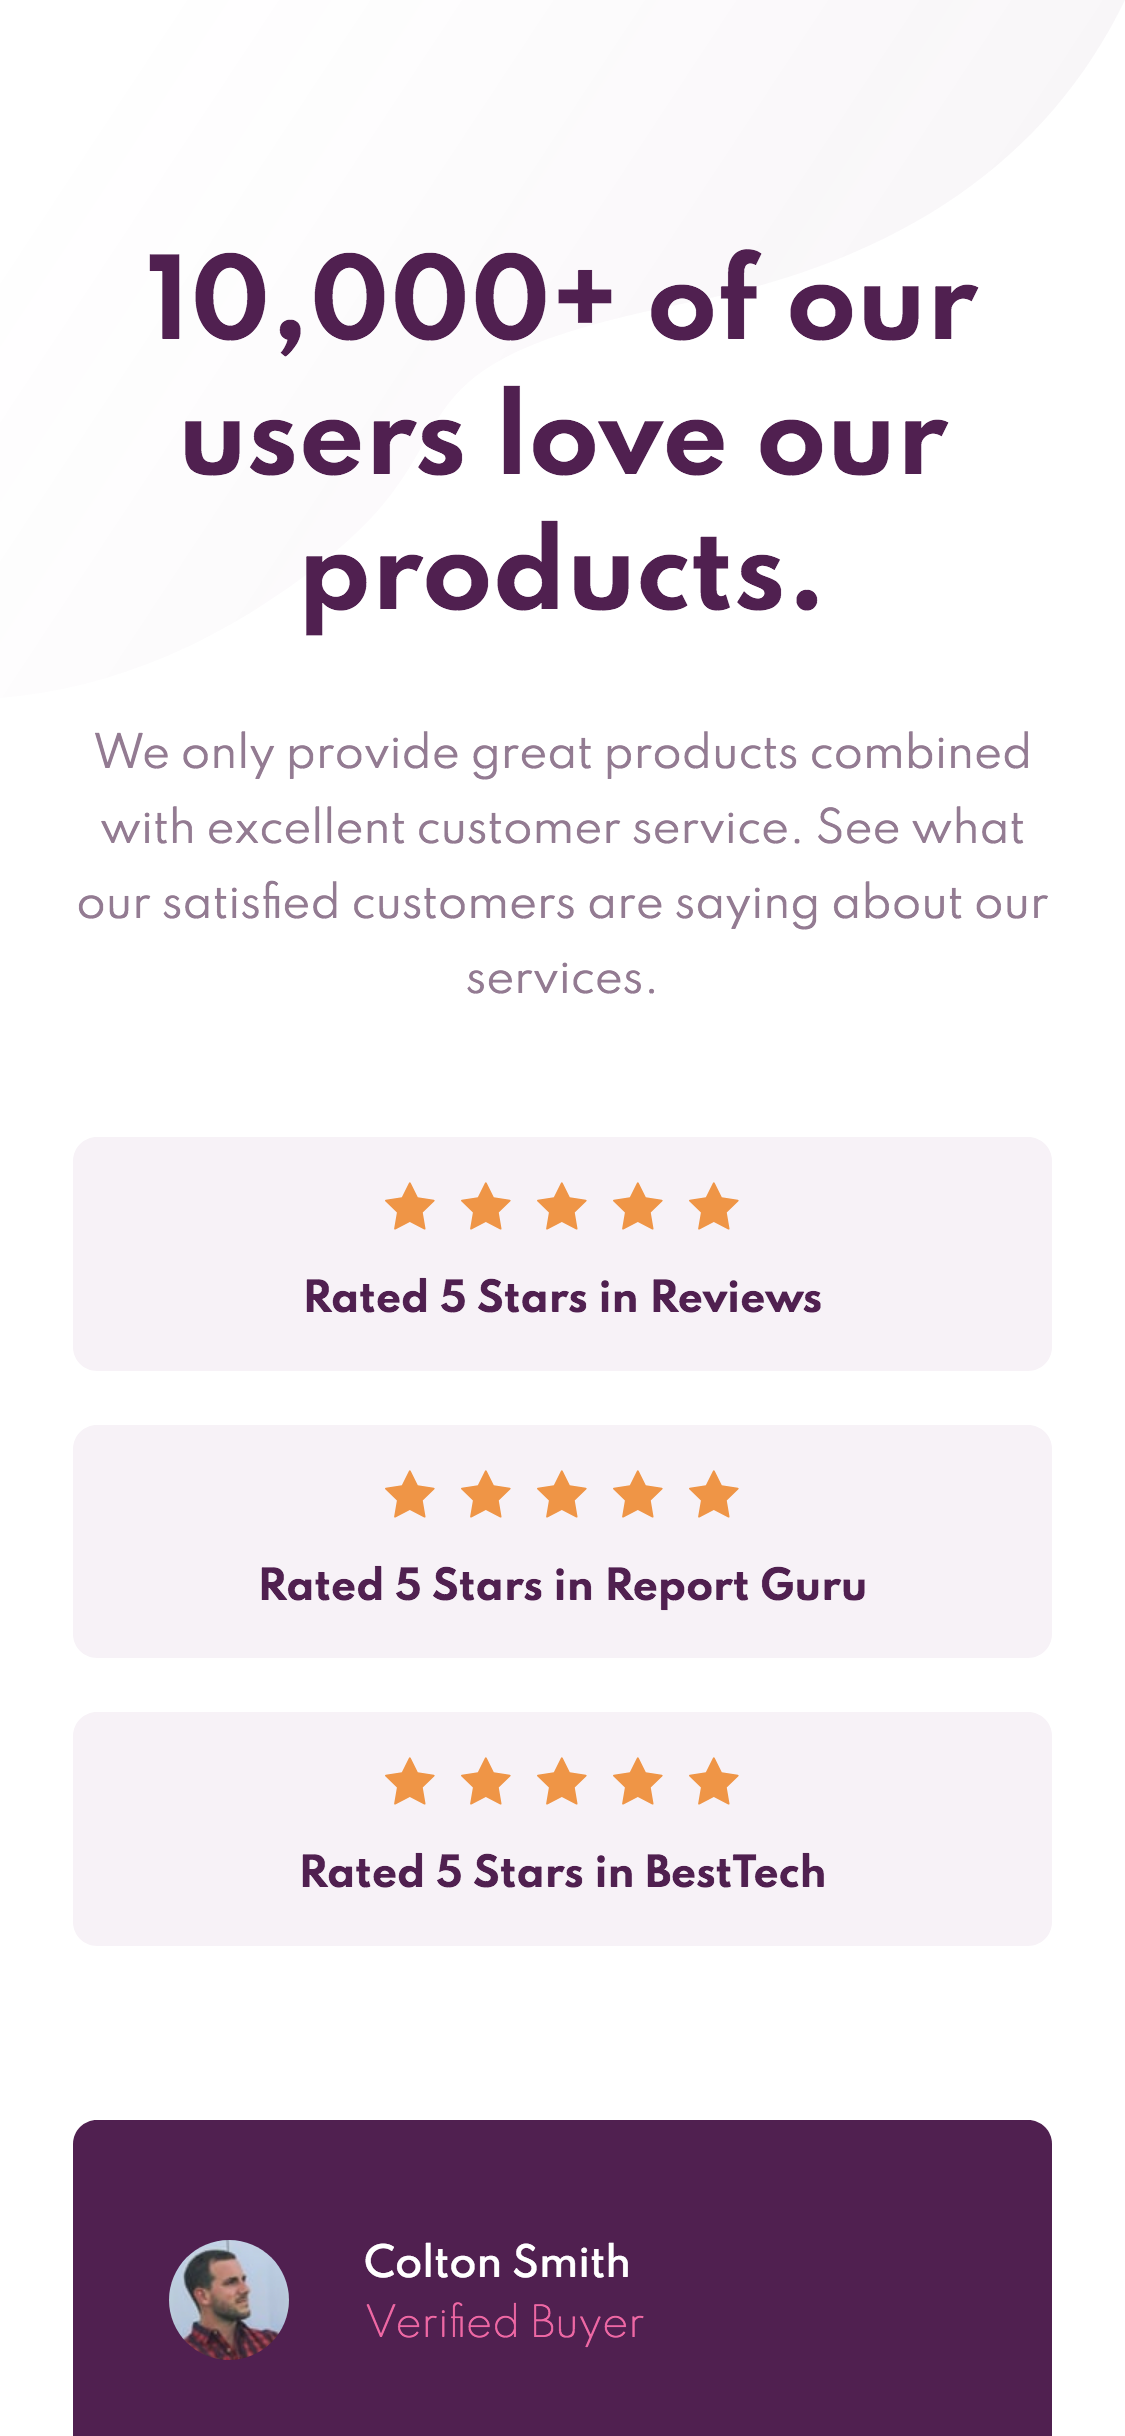 10,000+ of our
users love our
products.
We only provide great products combined
with excellent customer service. See what
our satisfied customers are saying about our
services.
Rated 5 Stars in Reviews
Rated 5 Stars in Report Guru
Rated 5 Stars in BestTech
Colton Smith
Verified Buyer